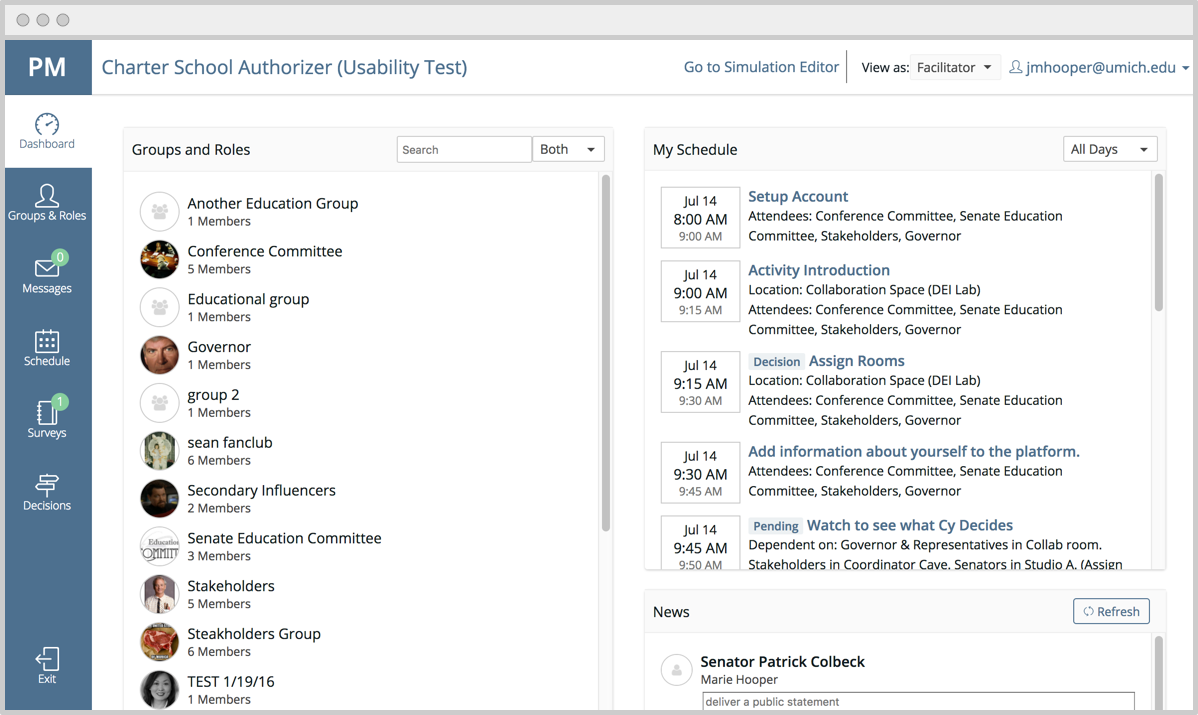 PM
Charter School Authorizer (Usability Test)
Go to Simulation Editor
View as: Facilitator
jmhooper@umich.edu
Dashboard
Groups & Roles
0
Messages
Schedule
1
Surveys
Decisions
Exit
Groups and Roles
Search
Both
Another Education Group
1 Members
Conference Committee
5 Members
Educational group
1 Members
Governor
1 Members
group 2
1 Members
sean fanclub
6 Members
Secondary Influencers
2 Members
Education
COMMITT
Senate Education Committee
3 Members
Stakeholders
5 Members
Steakholders Group
6 Members
TEST 1/19/16
1 Members
My Schedule
All Days
Jul 14
8:00 AM
9:00 AM
Setup Account
Attendees: Conference Committee, Senate Education
Committee, Stakeholders, Governor
Jul 14
9:00 AM
9:15 AM
Activity Introduction
Location: Collaboration Space (DEI Lab)
Attendees: Conference Committee, Senate Education
Committee, Stakeholders, Governor
Jul 14
9:15 AM
9:30 AM
Decision Assign Rooms
Location: Collaboration Space (DEI Lab)
Attendees: Conference Committee, Senate Education
Committee, Stakeholders, Governor
Jul 14
9:30 AM
9:45 AM
Add information about yourself to the platform.
Attendees: Conference Committee, Senate Education
Committee, Stakeholders, Governor
Jul 14
9:45 AM
9:50 AM
Pending Watch to see what Cy Decides
Dependent on: Governor & Representatives in Collab room.
Stakeholders in Coordinator Cave. Senators in Studio A. (Assign
News
Refresh
Senator Patrick Colbeck
Marie Hooper
deliver a public statement